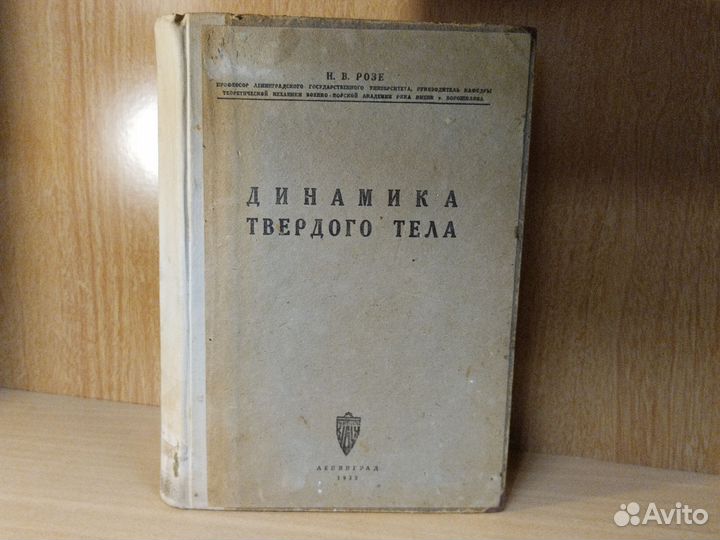 Н. В. РОЗЕ
ПРОФЕССОР ЛЕНИНГРАДСКОГО ГОСУДАРСТВЕННОГО УНИВЕРСИТЕТА, РУКОВОДИТЕЛЬ КАФЕДРЫ
ТЕОРЕТИЧЕСКОЙ МЕХАНИКИ ВОЕННО-МОРСКОЙ АКАДЕМИИ РККА ИМЕНИ т. ВОРОШИЛОВА
ДИНАМИКА
ТВЕРДОГО ТЕЛА
ЛЕНИНГРАД
Avito